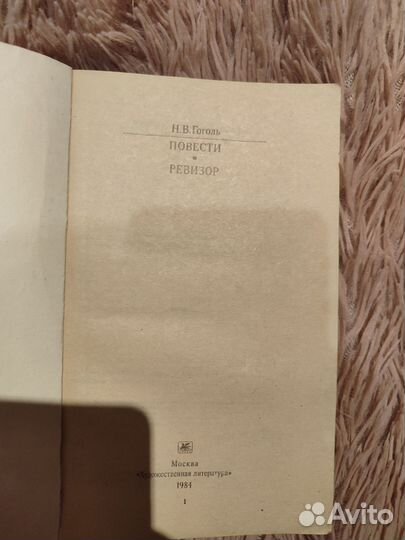 Н.В.Гоголь
ПОВЕСТИ
РЕВИЗОР
Москва
«Художественная литература»
1984
1
Avito